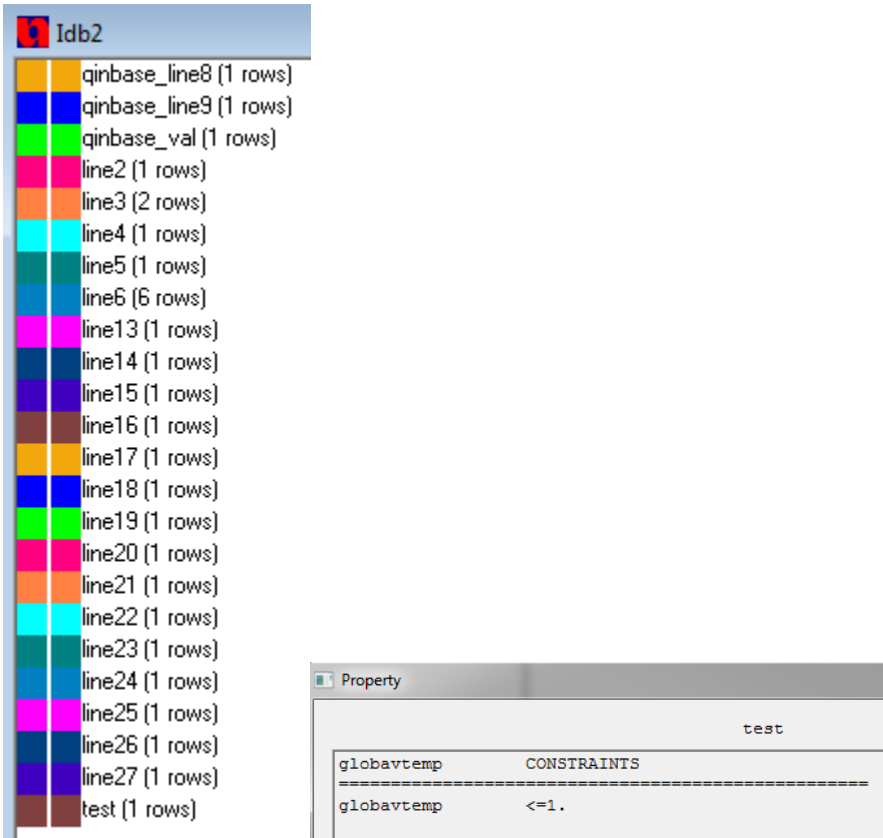 Idb2
qinbase_line8 (1 rows)
qinbase_line9 (1 rows)
qinbase_val (1 rows)
line2 (1 rows)
line3 (2 rows)
line4 (1 rows)
line5 (1 rows)
line6 (6 rows)
line13 (1 rows)
line14 (1 rows)
line15 (1 rows)
line16 (1 rows)
line17 (1 rows)
line18 (1 rows)
line19 (1 rows)
line20 (1 rows)
line21 (1 rows)
line22 (1 rows)
line23 (1 rows)
line24 (1 rows)
line25 (1 rows)
line26 (1 rows)
line27 (1 rows)
test (1 rows)
Property
test
globavtemp CONSTRAINTS
===================================================
globavtemp <=1.